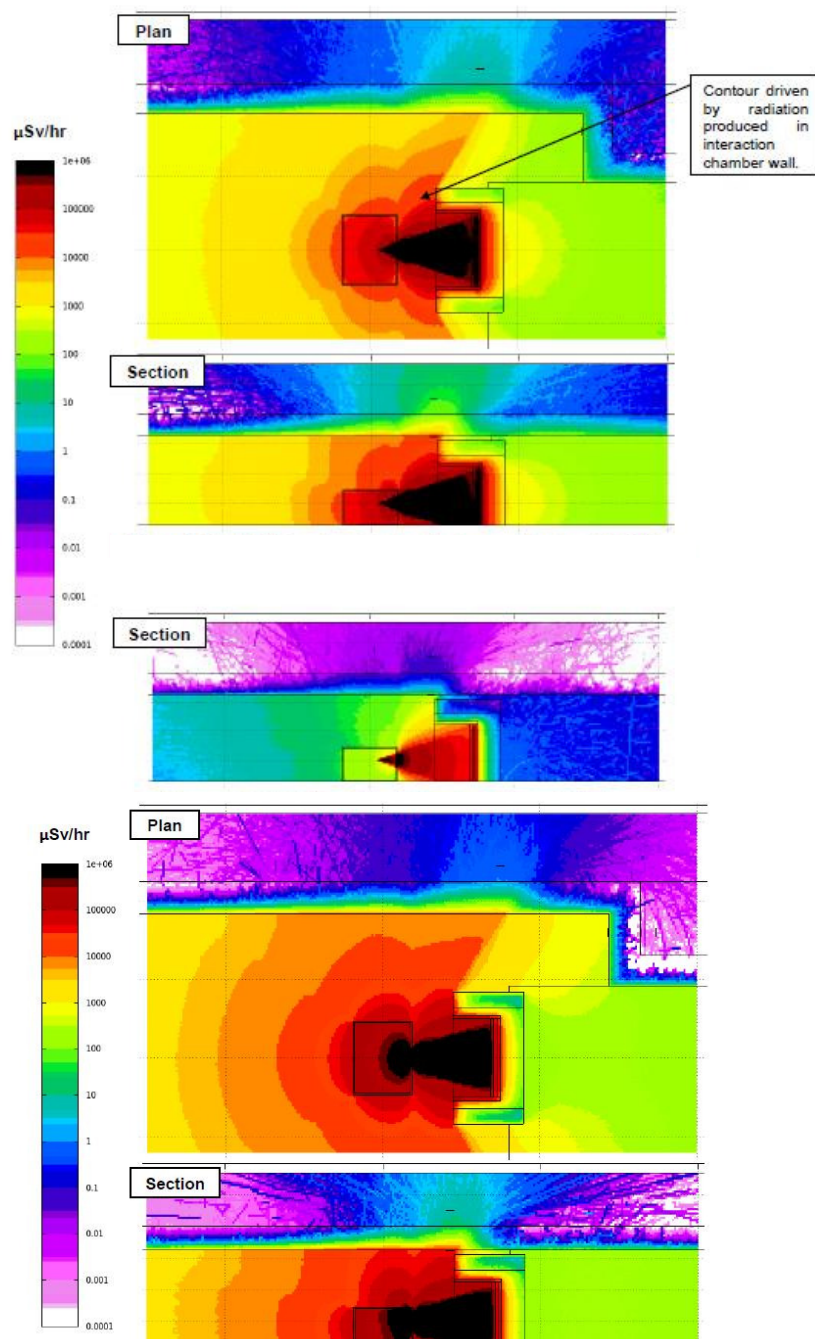 Plan
Contour driven
by radiation
produced in
interaction
chamber wall.
μSv/hr
1e+06
100000
10000
1000
100
10
1
0.1
0.01
0.001
0.0001
Section
Section
Plan
μSv/hr
1e+06
100000
10000
1000
100
10
1
0.1
0.01
0.001
0.0001
Section